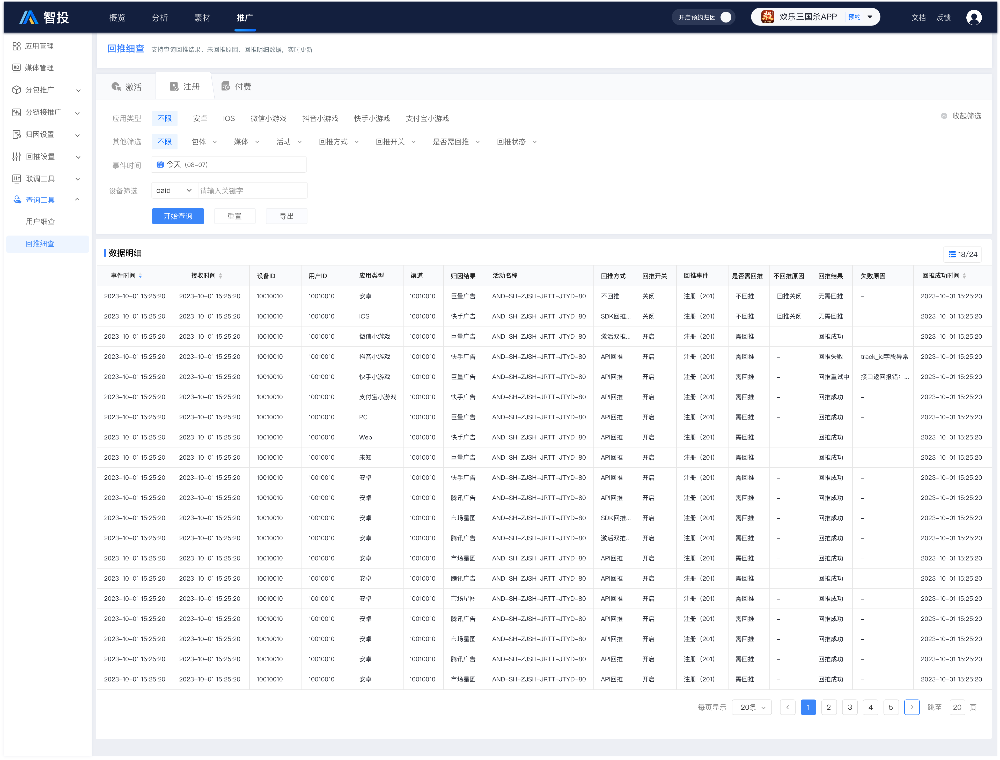 智投 概览 分析 素材 推广 开启预约归因 欢乐三国杀APP 预约 文档 反馈
应用管理
AD 媒体管理
分包推广
分链接推广
归因设置
回推设置
联调工具
查询工具
用户细查
回推细查
回推细查 支持查询回推结果、未回推原因、回推明细数据，实时更新
激活 注册 付费
应用类型 不限 安卓 IOS 微信小游戏 抖音小游戏 快手小游戏 支付宝小游戏 收起筛选
其他筛选 不限 包体 媒体 活动 回推方式 回推开关 是否需回推 回推状态
事件时间 今天 (08-07)
设备筛选 oaid 请输入关键字
开始查询 重置 导出
数据明细 18/24
事件时间 接收时间 设备ID 用户ID 应用类型 渠道 归因结果 活动名称 回推方式 回推开关 回推事件 是否需回推 不回推原因 回推结果 失败原因 回推成功时间
2023-10-01 15:25:20 2023-10-01 15:25:20 10010010 10010010 安卓 10010010 巨量广告 AND-SH-ZJSH-JRTT-JTYD-80 不回推 关闭 注册（201） 不回推 回推关闭 无需回推 - 2023-10-01 15:25:20
2023-10-01 15:25:20 2023-10-01 15:25:20 10010010 10010010 IOS 10010010 快手广告 AND-SH-ZJSH-JRTT-JTYD-80 SDK回推... 关闭 注册（201） 不回推 回推关闭 无需回推 - 2023-10-01 15:25:20
2023-10-01 15:25:20 2023-10-01 15:25:20 10010010 10010010 微信小游戏 10010010 巨量广告 AND-SH-ZJSH-JRTT-JTYD-80 激活双推... 开启 注册（201） 需回推 - 回推成功 - 2023-10-01 15:25:20
2023-10-01 15:25:20 2023-10-01 15:25:20 10010010 10010010 抖音小游戏 10010010 快手广告 AND-SH-ZJSH-JRTT-JTYD-80 API回推 开启 注册（201） 需回推 - 回推失败 track_id字段异常 2023-10-01 15:25:20
2023-10-01 15:25:20 2023-10-01 15:25:20 10010010 10010010 快手小游戏 10010010 巨量广告 AND-SH-ZJSH-JRTT-JTYD-80 API回推 开启 注册（201） 需回推 - 回推重试中 接口返回报错：... 2023-10-01 15:25:20
2023-10-01 15:25:20 2023-10-01 15:25:20 10010010 10010010 支付宝小游戏 10010010 快手广告 AND-SH-ZJSH-JRTT-JTYD-80 API回推 开启 注册（201） 需回推 - 回推成功 - 2023-10-01 15:25:20
2023-10-01 15:25:20 2023-10-01 15:25:20 10010010 10010010 PC 10010010 巨量广告 AND-SH-ZJSH-JRTT-JTYD-80 API回推 开启 注册（201） 需回推 - 回推成功 - 2023-10-01 15:25:20
2023-10-01 15:25:20 2023-10-01 15:25:20 10010010 10010010 Web 10010010 快手广告 AND-SH-ZJSH-JRTT-JTYD-80 API回推 开启 注册（201） 需回推 - 回推成功 - 2023-10-01 15:25:20
2023-10-01 15:25:20 2023-10-01 15:25:20 10010010 10010010 未知 10010010 巨量广告 AND-SH-ZJSH-JRTT-JTYD-80 API回推 开启 注册（201） 需回推 - 回推成功 - 2023-10-01 15:25:20
2023-10-01 15:25:20 2023-10-01 15:25:20 10010010 10010010 安卓 10010010 快手广告 AND-SH-ZJSH-JRTT-JTYD-80 API回推 开启 注册（201） 需回推 - 回推成功 - 2023-10-01 15:25:20
2023-10-01 15:25:20 2023-10-01 15:25:20 10010010 10010010 安卓 10010010 腾讯广告 AND-SH-ZJSH-JRTT-JTYD-80 API回推 开启 注册（201） 需回推 - 回推成功 - 2023-10-01 15:25:20
2023-10-01 15:25:20 2023-10-01 15:25:20 10010010 10010010 安卓 10010010 市场星图 AND-SH-ZJSH-JRTT-JTYD-80 SDK回推... 开启 注册（201） 需回推 - 回推成功 - 2023-10-01 15:25:20
2023-10-01 15:25:20 2023-10-01 15:25:20 10010010 10010010 安卓 10010010 腾讯广告 AND-SH-ZJSH-JRTT-JTYD-80 激活双推... 开启 注册（201） 需回推 - 回推成功 - 2023-10-01 15:25:20
2023-10-01 15:25:20 2023-10-01 15:25:20 10010010 10010010 安卓 10010010 市场星图 AND-SH-ZJSH-JRTT-JTYD-80 API回推 开启 注册（201） 需回推 - 回推成功 - 2023-10-01 15:25:20
2023-10-01 15:25:20 2023-10-01 15:25:20 10010010 10010010 安卓 10010010 腾讯广告 AND-SH-ZJSH-JRTT-JTYD-80 API回推 开启 注册（201） 需回推 - 回推成功 - 2023-10-01 15:25:20
2023-10-01 15:25:20 2023-10-01 15:25:20 10010010 10010010 安卓 10010010 市场星图 AND-SH-ZJSH-JRTT-JTYD-80 API回推 开启 注册（201） 需回推 - 回推成功 - 2023-10-01 15:25:20
2023-10-01 15:25:20 2023-10-01 15:25:20 10010010 10010010 安卓 10010010 腾讯广告 AND-SH-ZJSH-JRTT-JTYD-80 API回推 开启 注册（201） 需回推 - 回推成功 - 2023-10-01 15:25:20
2023-10-01 15:25:20 2023-10-01 15:25:20 10010010 10010010 安卓 10010010 市场星图 AND-SH-ZJSH-JRTT-JTYD-80 API回推 开启 注册（201） 需回推 - 回推成功 - 2023-10-01 15:25:20
2023-10-01 15:25:20 2023-10-01 15:25:20 10010010 10010010 安卓 10010010 腾讯广告 AND-SH-ZJSH-JRTT-JTYD-80 API回推 开启 注册（201） 需回推 - 回推成功 - 2023-10-01 15:25:20
2023-10-01 15:25:20 2023-10-01 15:25:20 10010010 10010010 安卓 10010010 市场星图 AND-SH-ZJSH-JRTT-JTYD-80 API回推 开启 注册（201） 需回推 - 回推成功 - 2023-10-01 15:25:20
每页显示 20条 < 1 2 3 4 5 > 跳至 20 页